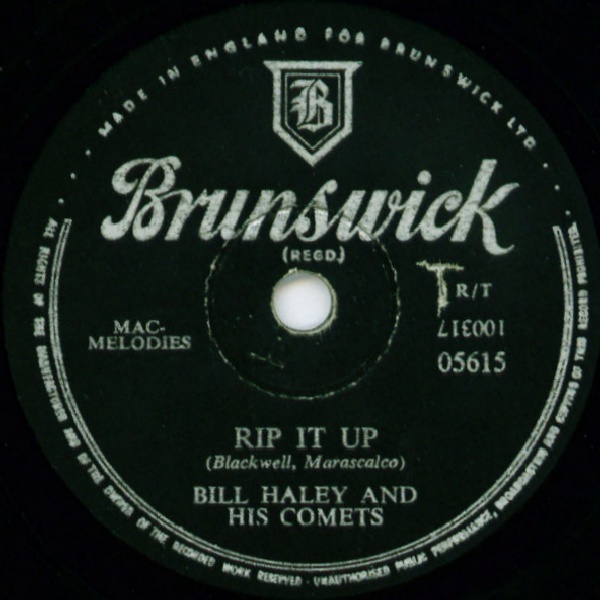 MADE IN ENGLAND FOR BRUNSWICK LTD.
B
Brunswick
(REGD.)
T R/T
MAC-
MELODIES
100317
05615
RIP IT UP
(Blackwell, Marascalco)
BILL HALEY AND
HIS COMETS
ALL RIGHTS OF THE MANUFACTURER AND OF THE OWNER OF THE RECORDED WORK RESERVED · UNAUTHORISED PUBLIC PERFORMANCE, BROADCASTING AND COPYING OF THIS RECORD PROHIBITED.